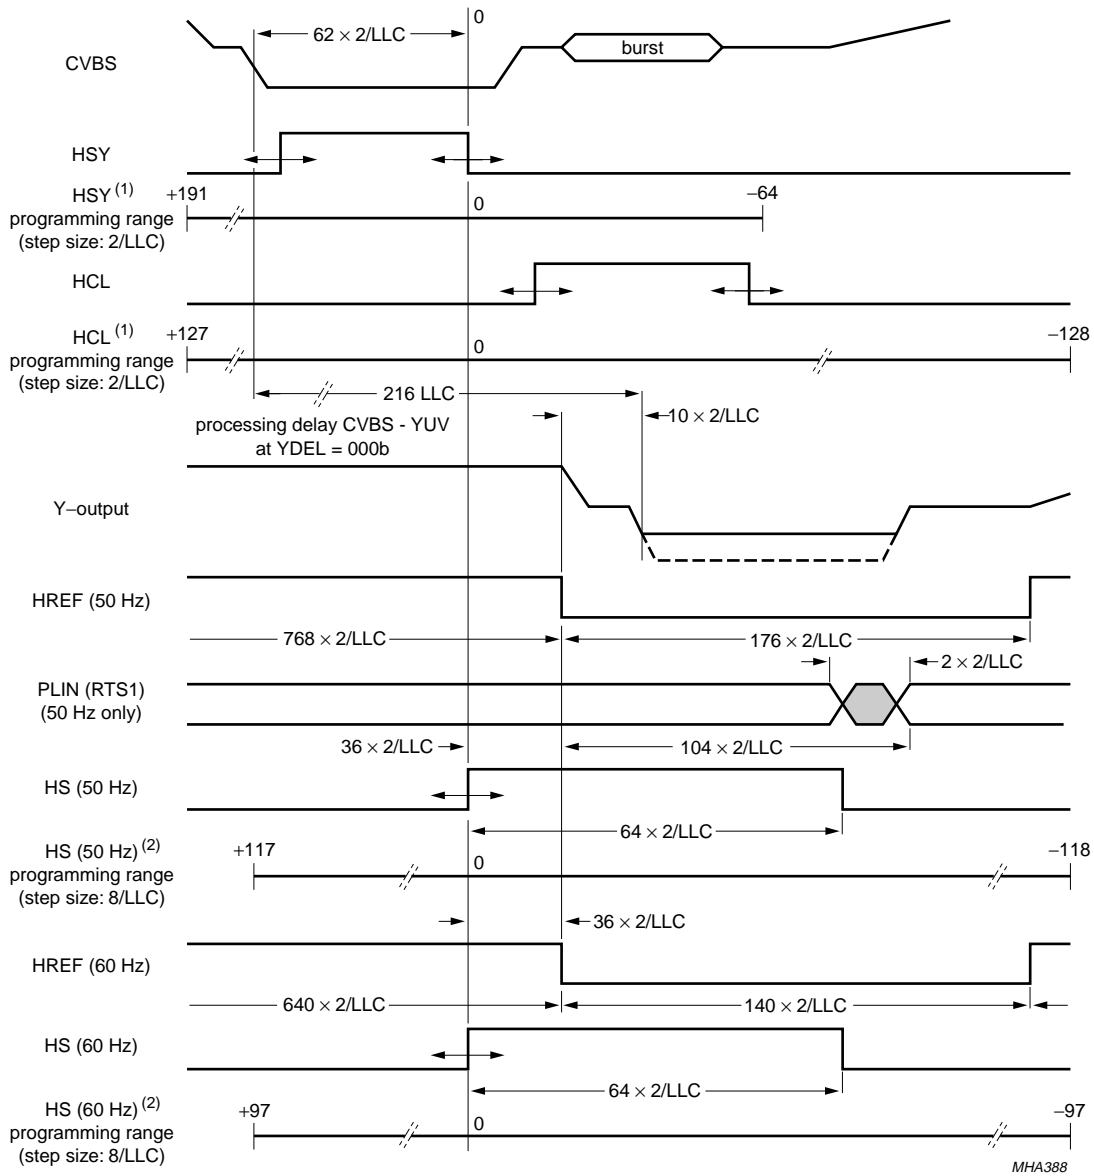 0
62 × 2/LLC
CVBS
burst
HSY
HSY (1)
programming range
(step size: 2/LLC)
+191
0
−64
HCL
HCL (1)
programming range
(step size: 2/LLC)
+127
0
−128
216 LLC
processing delay CVBS - YUV
at YDEL = 000b
10 × 2/LLC
Y−output
HREF (50 Hz)
768 × 2/LLC
176 × 2/LLC
2 × 2/LLC
PLIN (RTS1)
(50 Hz only)
36 × 2/LLC
104 × 2/LLC
HS (50 Hz)
64 × 2/LLC
HS (50 Hz) (2)
programming range
(step size: 8/LLC)
+117
0
−118
36 × 2/LLC
HREF (60 Hz)
640 × 2/LLC
140 × 2/LLC
HS (60 Hz)
64 × 2/LLC
HS (60 Hz) (2)
programming range
(step size: 8/LLC)
+97
0
−97
MHA388